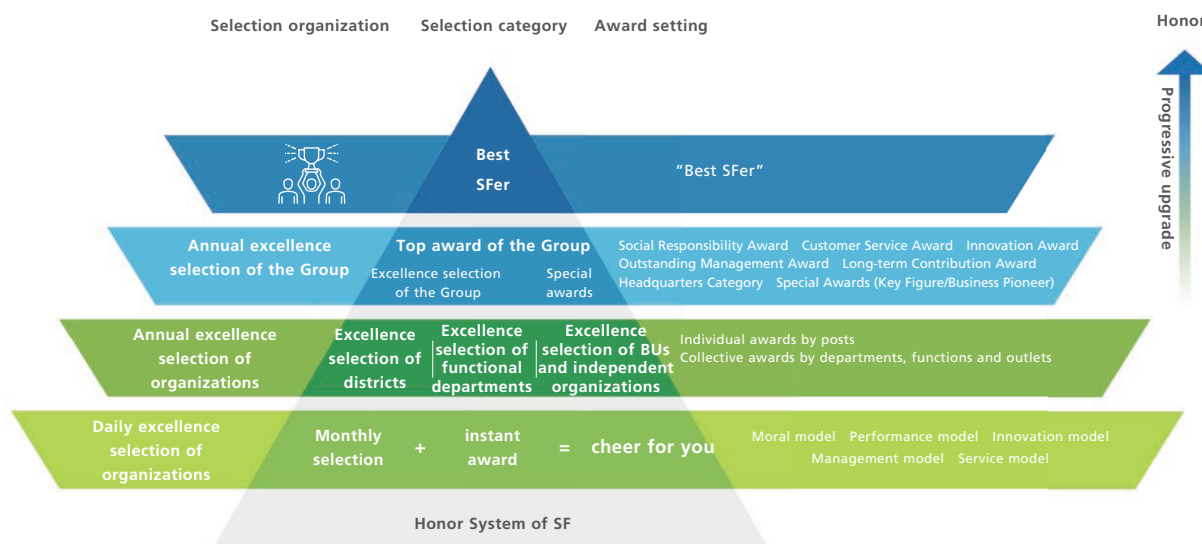 Selection organization
Selection category
Award setting
Honor
Progressive upgrade
Best
SFer
“Best SFer”
Annual excellence
selection of the Group
Top award of the Group
Excellence selection
of the Group
Special
awards
Social Responsibility Award Customer Service Award Innovation Award
Outstanding Management Award Long-term Contribution Award
Headquarters Category Special Awards (Key Figure/Business Pioneer)
Annual excellence
selection of
organizations
Excellence
selection of
districts
Excellence
selection of
functional
departments
Excellence
selection of BUs
and independent
organizations
Individual awards by posts
Collective awards by departments, functions and outlets
Daily excellence
selection of
organizations
Monthly
selection
+
instant
award
=
cheer for you
Moral model Performance model Innovation model
Management model Service model
Honor System of SF